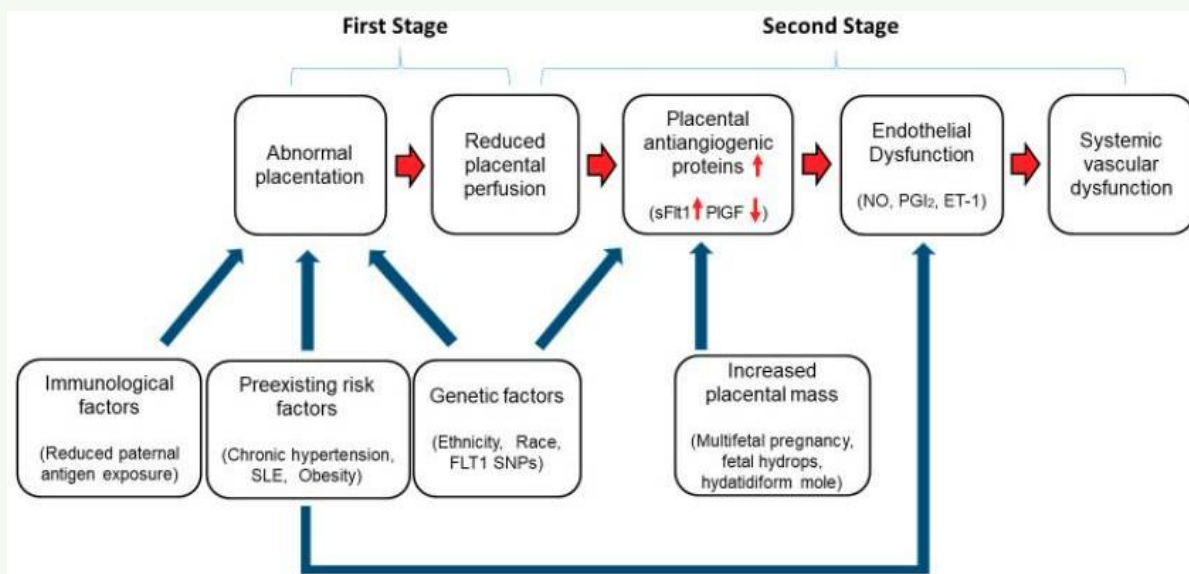 First Stage
Second Stage
Abnormal
placentation
Reduced
placental
perfusion
Placental
antiangiogenic
proteins ↑
(sFlt1↑PlGF ↓)
Endothelial
Dysfunction
(NO, PGI₂, ET-1)
Systemic
vascular
dysfunction
Immunological
factors
(Reduced paternal
antigen exposure)
Preexisting risk
factors
(Chronic hypertension,
SLE, Obesity)
Genetic factors
(Ethnicity, Race,
FLT1 SNPs)
Increased
placental mass
(Multifetal pregnancy,
fetal hydrops,
hydatidiform mole)